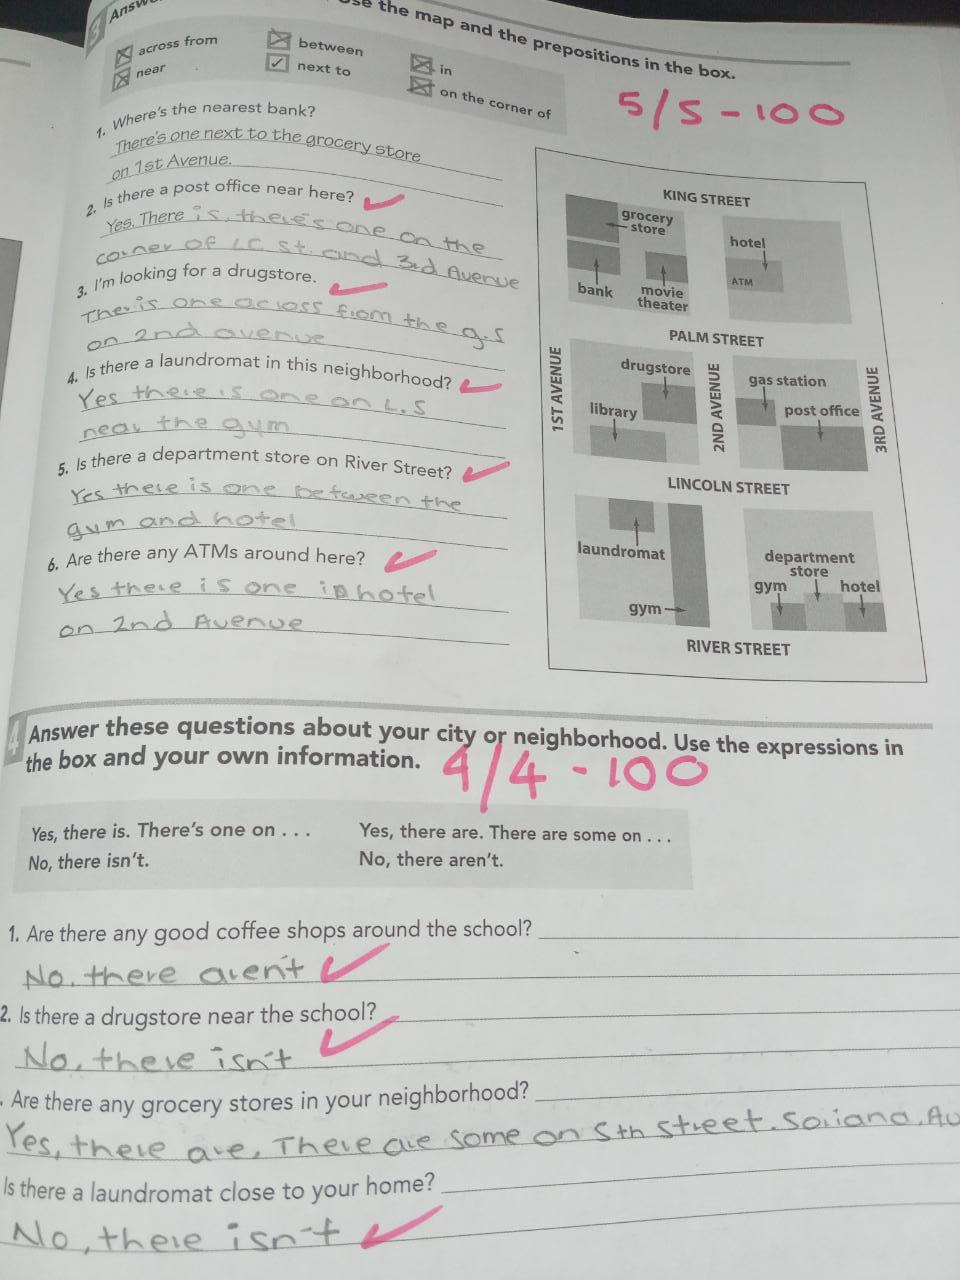 the map and the prepositions in the box.
across from
between
in
near
next to
on the corner of
5/5 - 100
1. Where's the nearest bank?
There's one next to the grocery store
on 1st Avenue.
2. Is there a post office near here?
Yes. There is. there's one on the
corner of L.C St. and 3rd Avenue
3. I'm looking for a drugstore.
Ther is one across from the g.s
on 2nd avenue
4. Is there a laundromat in this neighborhood?
Yes there is one on L.S
near the gym
5. Is there a department store on River Street?
Yes there is one between the
gym and hotel
6. Are there any ATMs around here?
Yes there is one in hotel
on 2nd Avenue
KING STREET
grocery
store
hotel
bank
movie
theater
ATM
PALM STREET
1ST AVENUE
drugstore
library
2ND AVENUE
gas station
post office
3RD AVENUE
LINCOLN STREET
laundromat
gym
department
store
gym
hotel
RIVER STREET
4 Answer these questions about your city or neighborhood. Use the expressions in
the box and your own information.
4/4 - 100
Yes, there is. There's one on . . .
Yes, there are. There are some on . . .
No, there isn't.
No, there aren't.
1. Are there any good coffee shops around the school?
No. there aren't
2. Is there a drugstore near the school?
No, there isn't
. Are there any grocery stores in your neighborhood?
Yes, there are. There are some on 5th street. Soriana. Au
Is there a laundromat close to your home?
No, there isn't